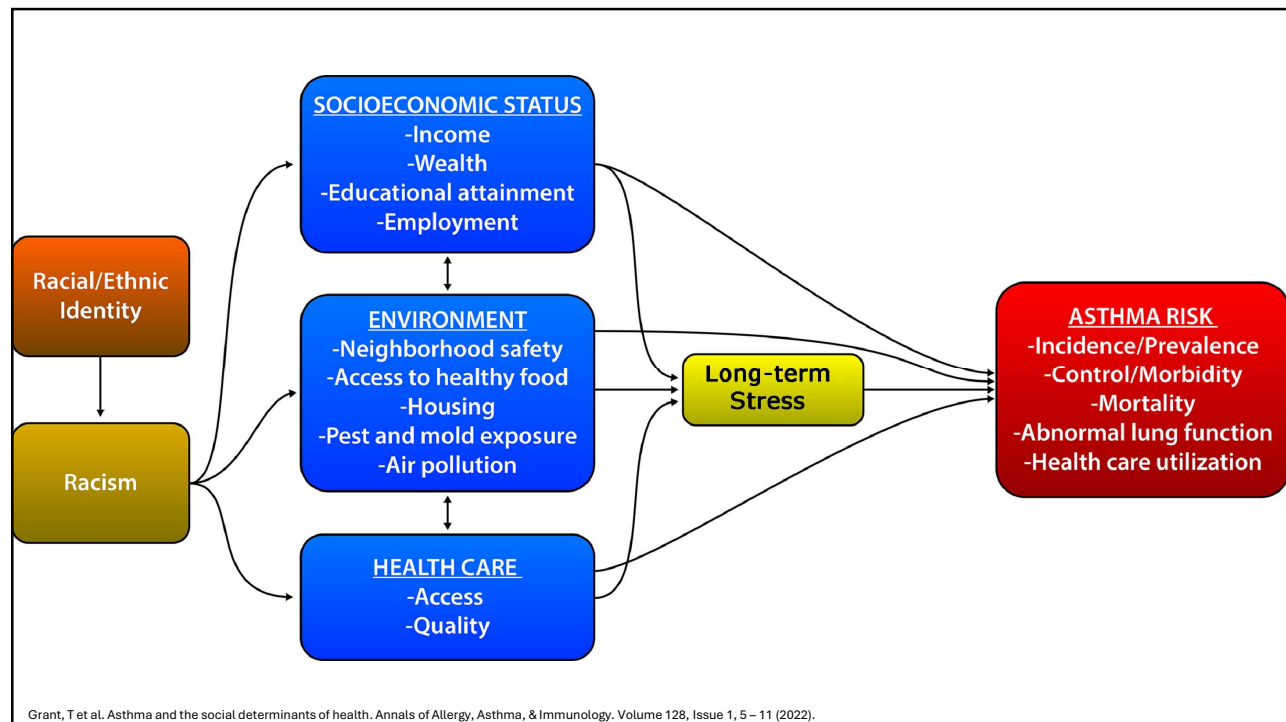 SOCIOECONOMIC STATUS
-Income
-Wealth
-Educational attainment
-Employment
Racial/Ethnic
Identity
Racism
ENVIRONMENT
-Neighborhood safety
-Access to healthy food
-Housing
-Pest and mold exposure
-Air pollution
HEALTH CARE
-Access
-Quality
Long-term
Stress
ASTHMA RISK
-Incidence/Prevalence
-Control/Morbidity
-Mortality
-Abnormal lung function
-Health care utilization
Grant, T et al. Asthma and the social determinants of health. Annals of Allergy, Asthma, & Immunology. Volume 128, Issue 1, 5 – 11 (2022).